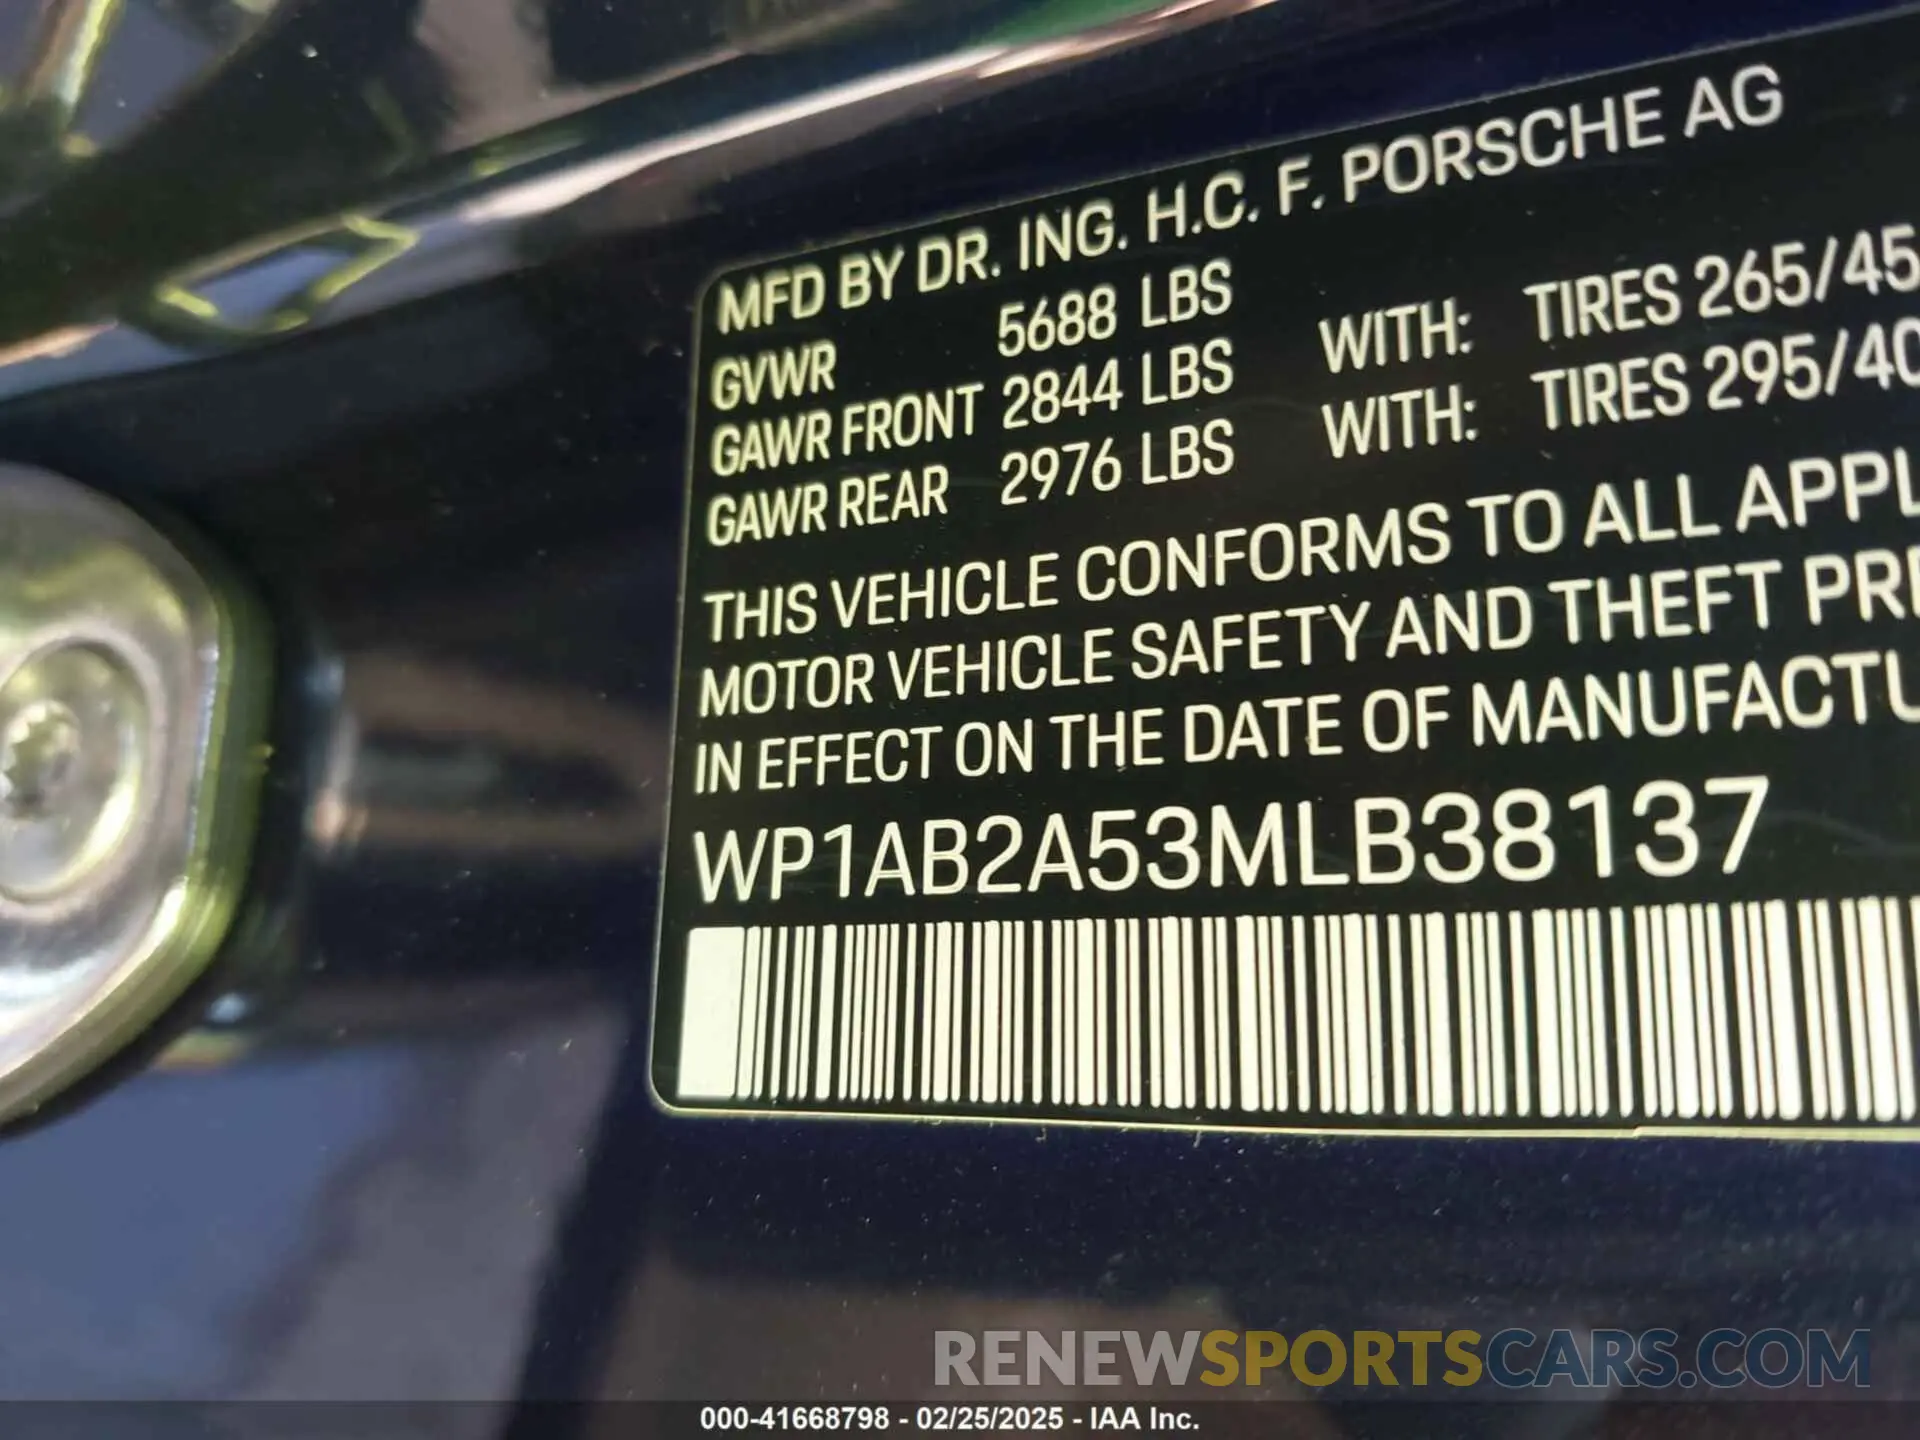 MFD BY DR. ING. H.C. F. PORSCHE AG
GVWR 5688 LBS
GAWR FRONT 2844 LBS WITH: TIRES 265/45
GAWR REAR 2976 LBS WITH: TIRES 295/40
THIS VEHICLE CONFORMS TO ALL APPL
MOTOR VEHICLE SAFETY AND THEFT PRE
IN EFFECT ON THE DATE OF MANUFACTU
WP1AB2A53MLB38137
RENEWSPORTSCARS.COM
000-41668798 - 02/25/2025 - IAA Inc.